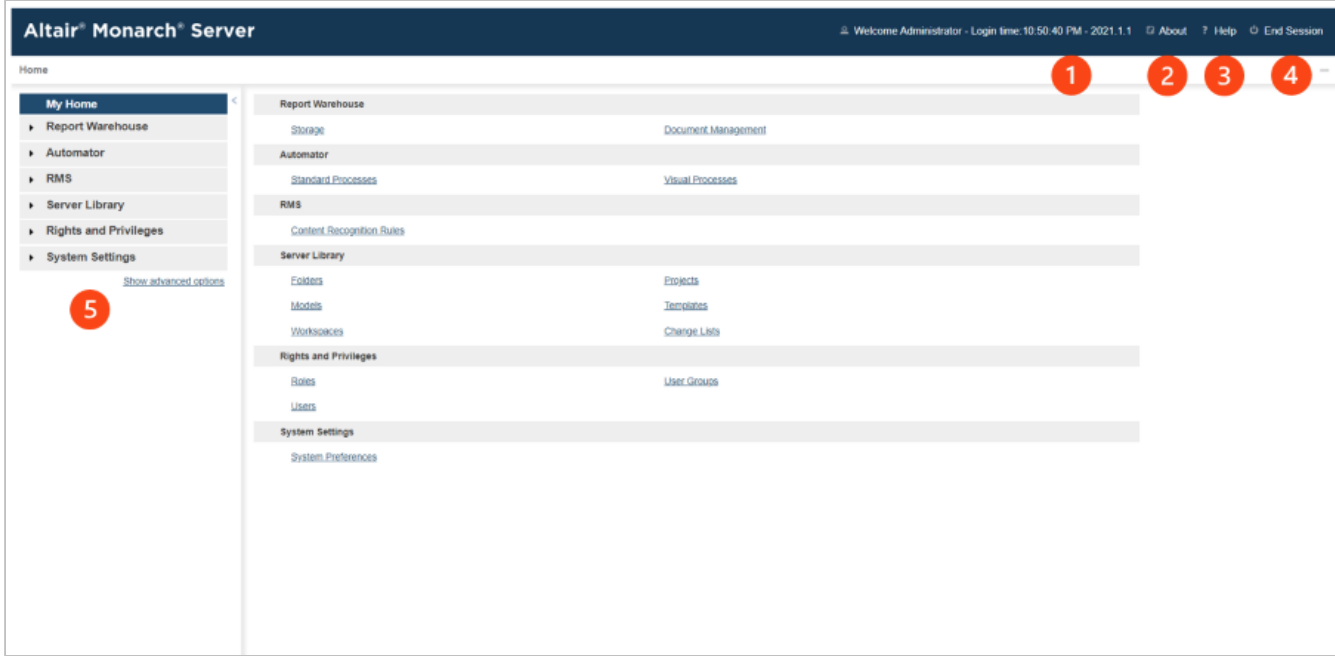 Altair® Monarch® Server
Welcome Administrator - Login time:10:50:40 PM - 2021.1.1 About ? Help End Session
Home
1 2 3 4
My Home
Report Warehouse
Automator
RMS
Server Library
Rights and Privileges
System Settings
Show advanced options
5
Report Warehouse
Storage Document Management
Automator
Standard Processes Visual Processes
RMS
Content Recognition Rules
Server Library
Folders Projects
Models Templates
Workspaces Change Lists
Rights and Privileges
Roles User Groups
Users
System Settings
System Preferences